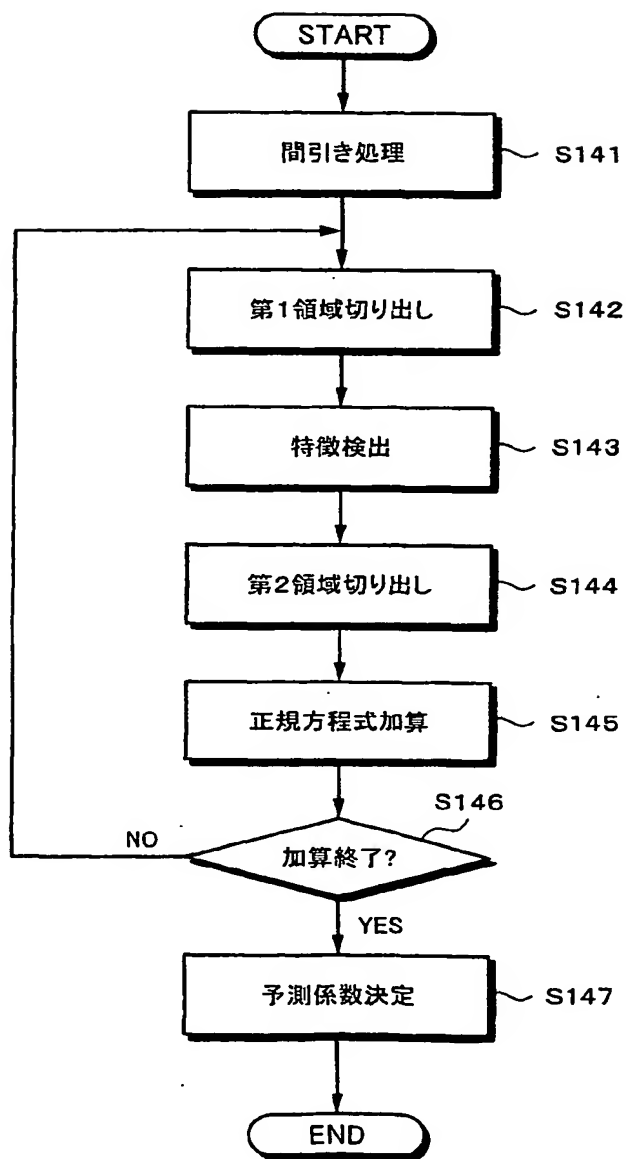 START
間引き処理
S141
第1領域切り出し
S142
特徴検出
S143
第2領域切り出し
S144
正規方程式加算
S145
S146
NO
加算終了?
YES
予測係数決定
S147
END